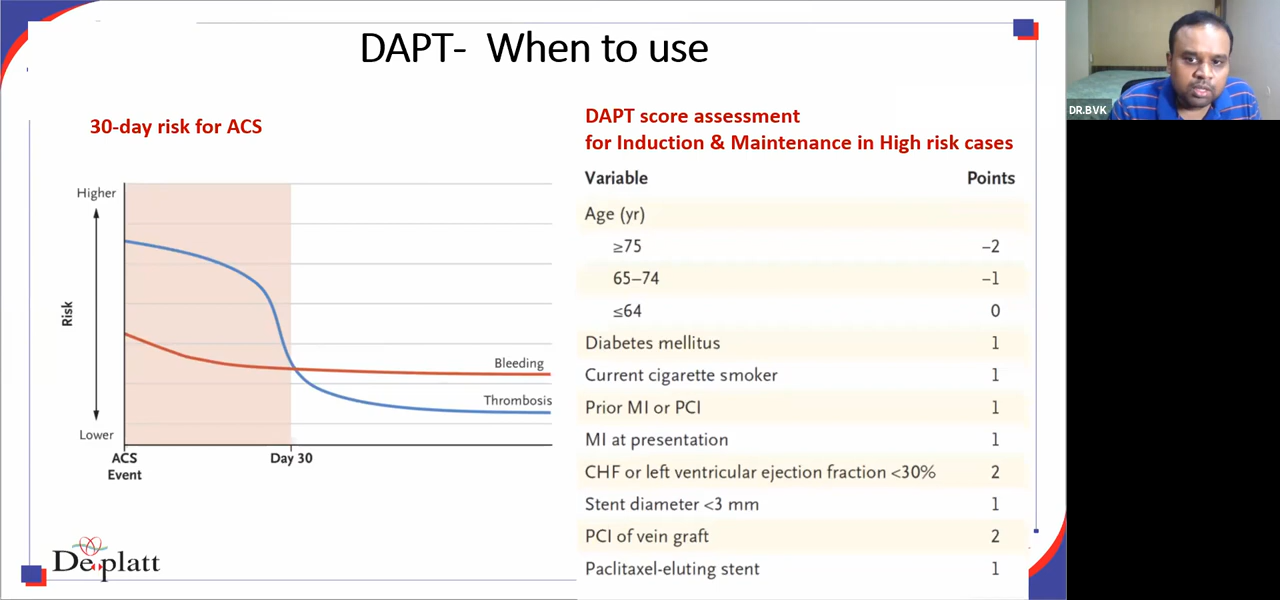 DAPT- When to use
DR.BVK
30-day risk for ACS
Higher
Risk
Lower
Bleeding
Thrombosis
ACS
Event
Day 30
DAPT score assessment
for Induction & Maintenance in High risk cases
Variable Points
Age (yr)
≥75 −2
65–74 −1
≤64 0
Diabetes mellitus 1
Current cigarette smoker 1
Prior MI or PCI 1
MI at presentation 1
CHF or left ventricular ejection fraction <30% 2
Stent diameter <3 mm 1
PCI of vein graft 2
Paclitaxel-eluting stent 1
Deplatt